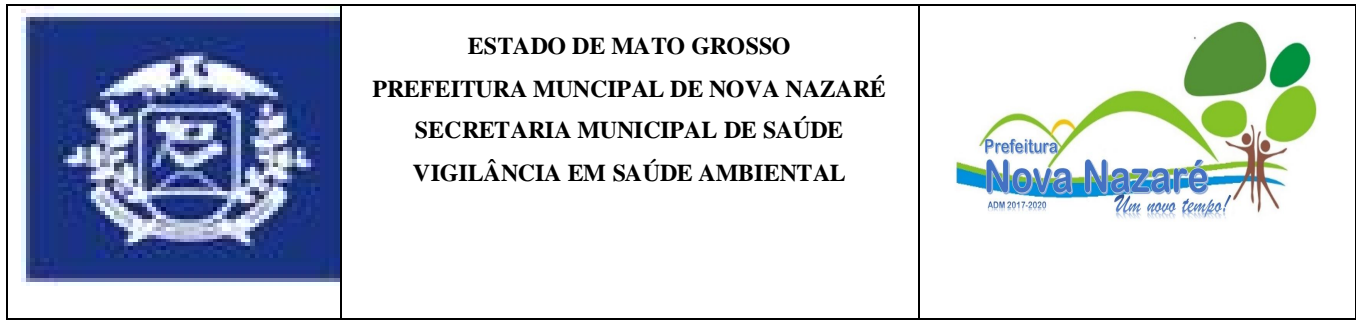 ESTADO DE MATO GROSSO
PREFEITURA MUNCIPAL DE NOVA NAZARÉ
SECRETARIA MUNICIPAL DE SAÚDE
VIGILÂNCIA EM SAÚDE AMBIENTAL
Prefeitura
Nova Nazaré
ADM 2017-2020
Um novo tempo!